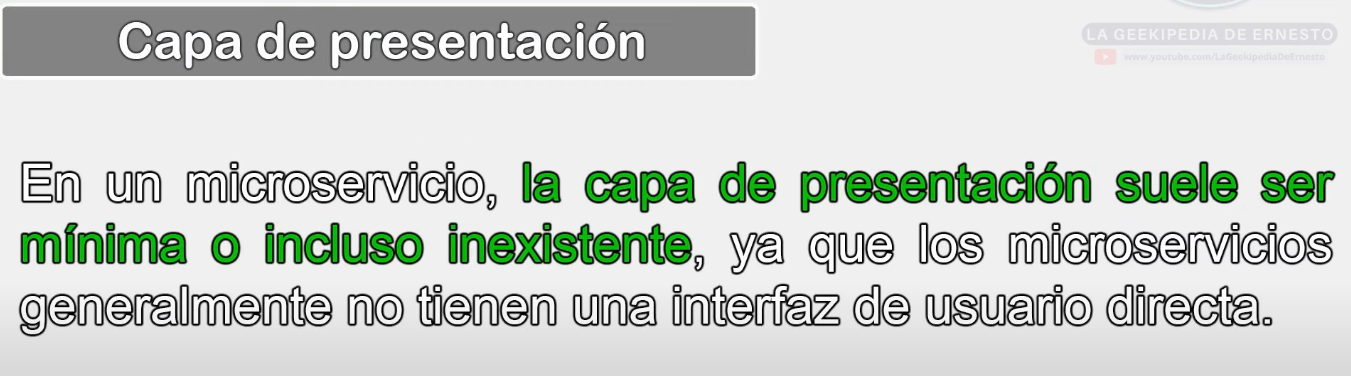 Capa de presentación
LA GEEKIPEDIA DE ERNESTO
www.youtube.com/LaGeekipediaDeErnesto
En un microservicio, la capa de presentación suele ser
mínima o incluso inexistente, ya que los microservicios
generalmente no tienen una interfaz de usuario directa.